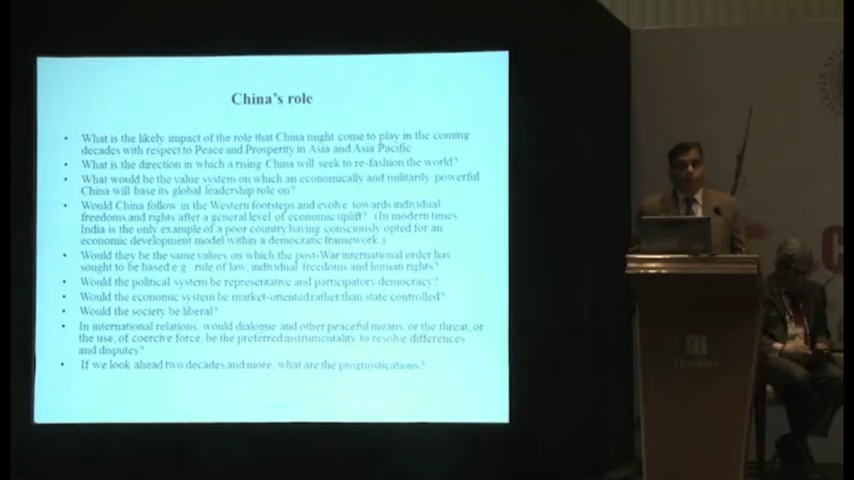 China's role
• What is the likely impact of the role that China might come to play in the coming
decades with respect to Peace and Prosperity in Asia and Asia Pacific
• What is the direction in which a rising China will seek to re-fashion the world?
• What would be the value system on which an economically and militarily powerful
China will base its global leadership role on?
• Would China follow in the Western footsteps and evolve towards individual
freedoms and rights after a general level of economic uplift? (In modern times
India is the only example of a poor country having consciously opted for an
economic development model within a democratic framework.)
• Would they be the same values on which the post-War international order has
sought to be based e.g. rule of law, individual freedoms and human rights?
• Would the political system be representative and participatory democracy?
• Would the economic system be market-oriented rather than state controlled?
• Would the society be liberal?
• In international relations, would dialogue and other peaceful means, or the threat, or
the use, of coercive force, be the preferred instrumentality to resolve differences
and disputes?
• If we look ahead two decades and more, what are the prognostications?
TRIDENT
C